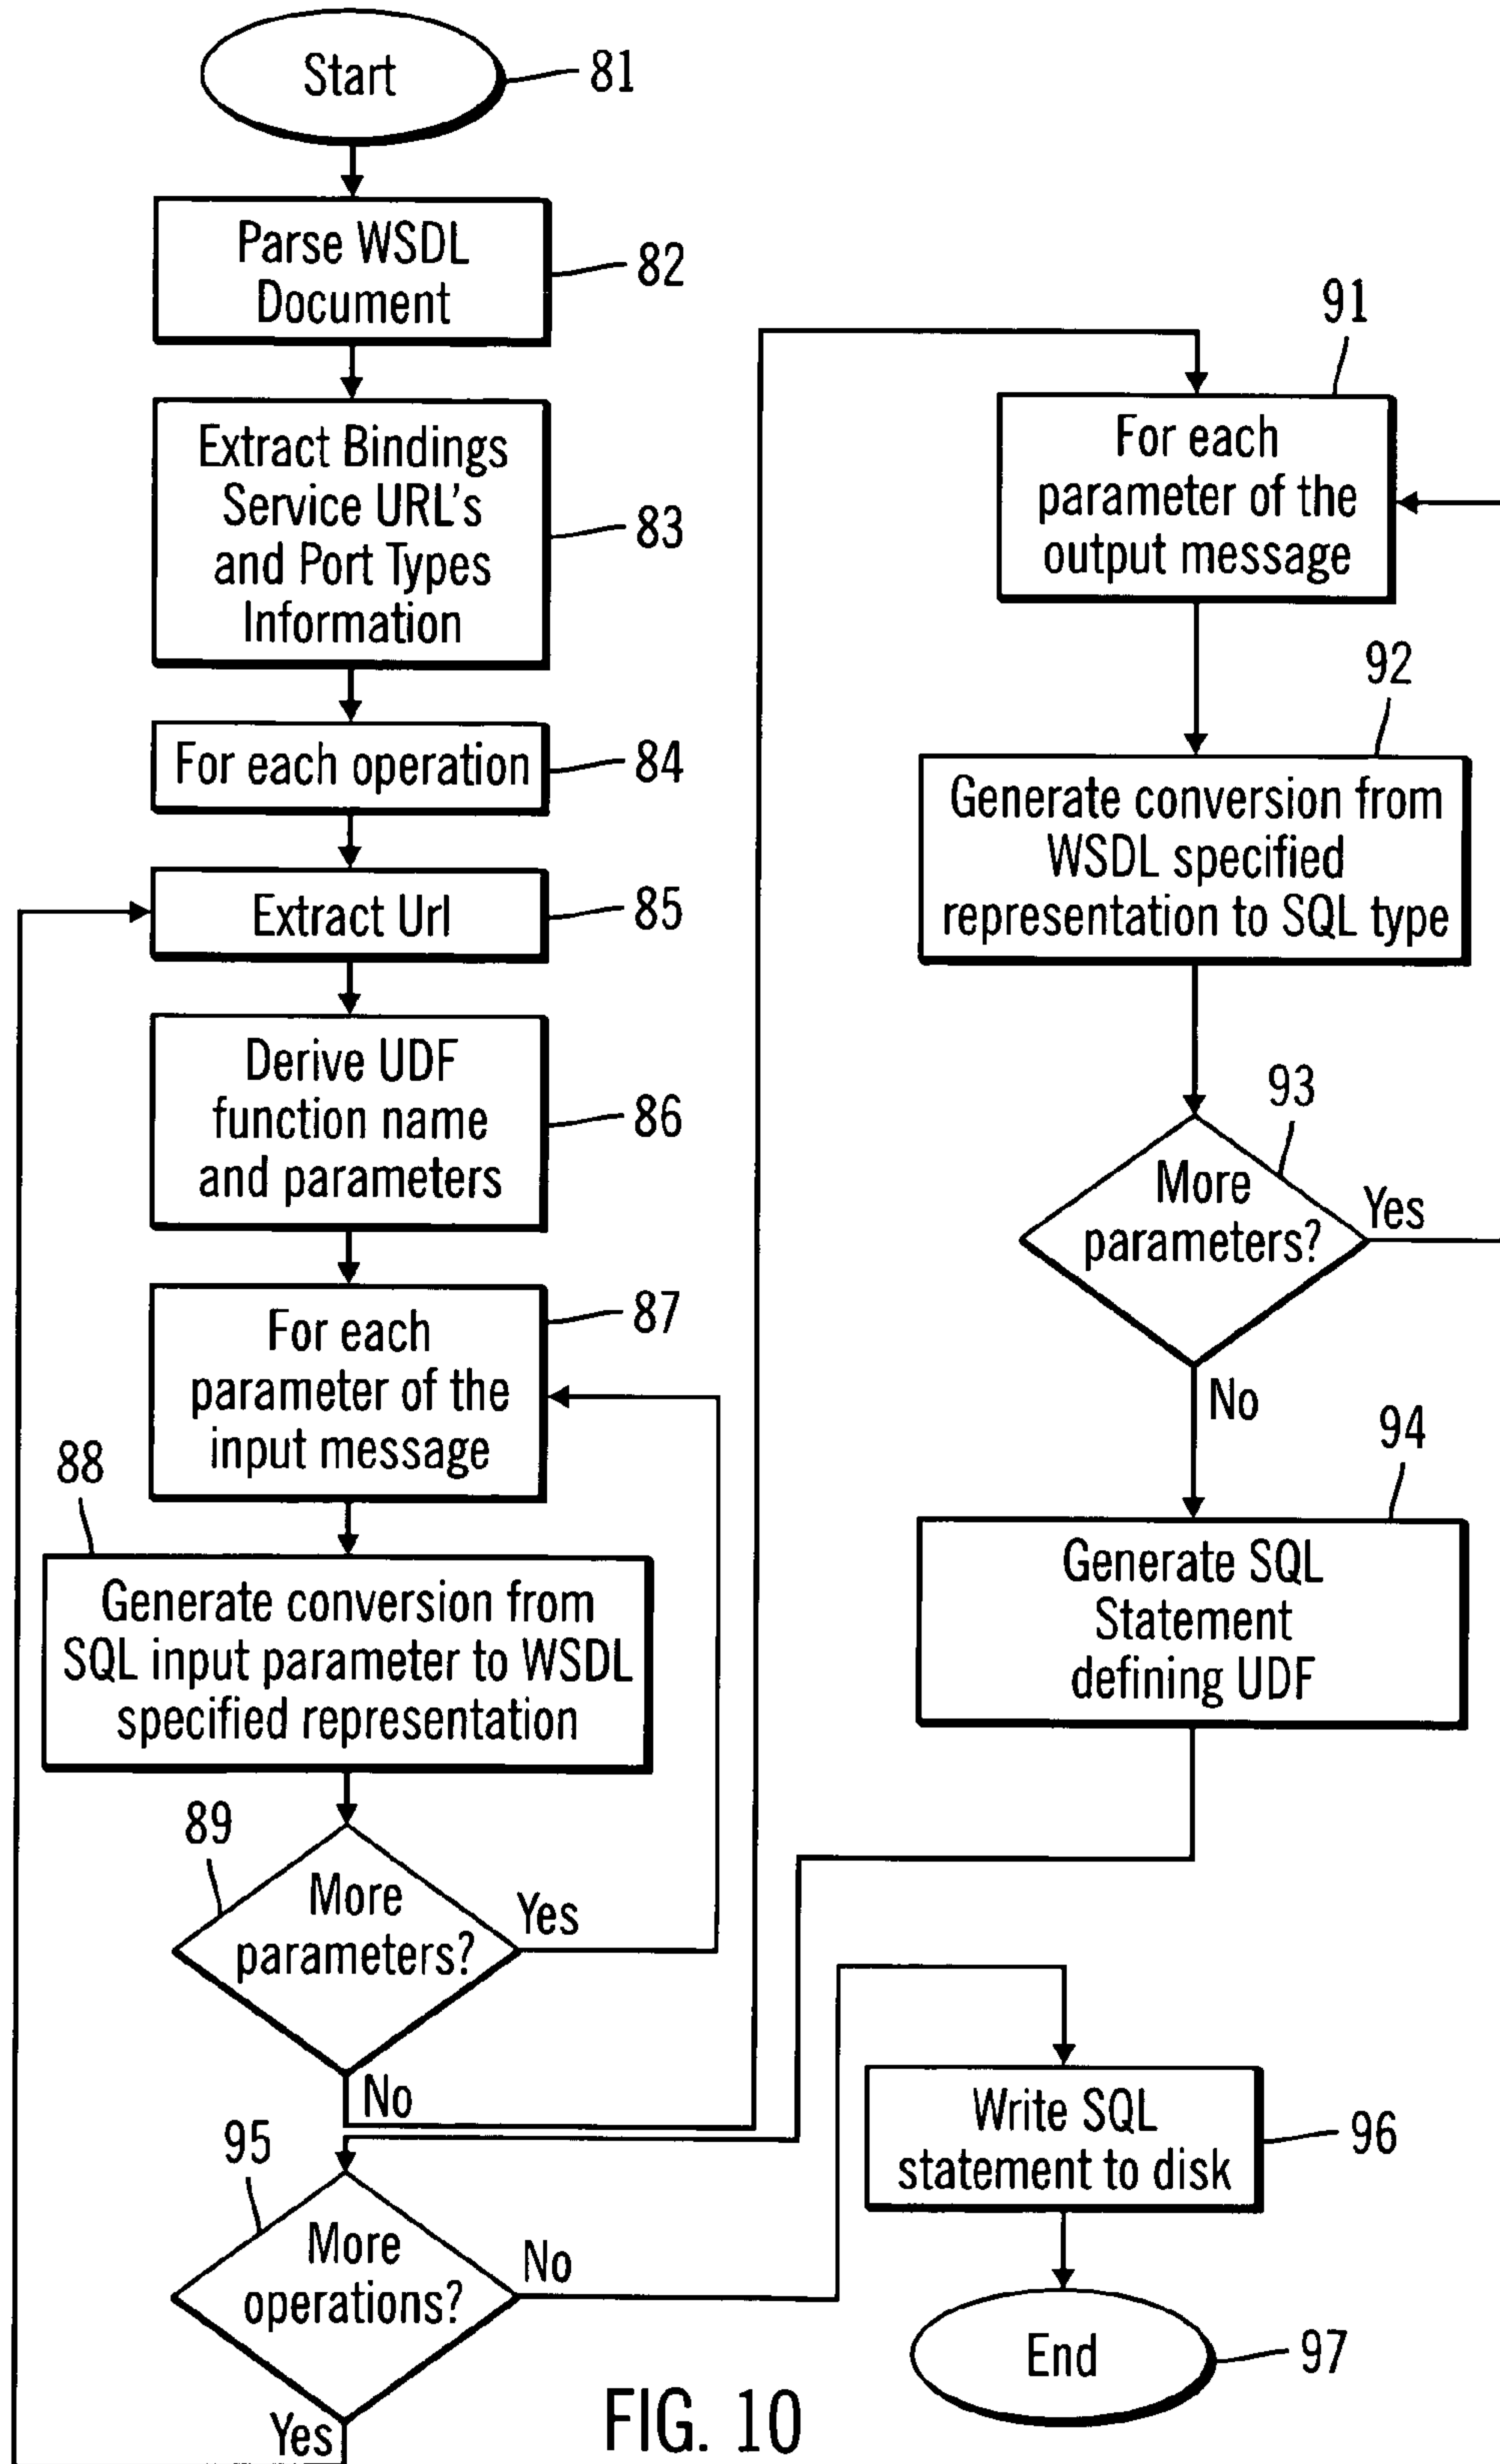 Start
81
Parse WSDL
Document
82
Extract Bindings
Service URL's
and Port Types
Information
83
For each operation
84
Extract Url
85
Derive UDF
function name
and parameters
86
For each
parameter of the
input message
87
88
Generate conversion from
SQL input parameter to WSDL
specified representation
89
More
parameters?
Yes
No
91
For each
parameter of the
output message
92
Generate conversion from
WSDL specified
representation to SQL type
93
More
parameters?
Yes
No
94
Generate SQL
Statement
defining UDF
95
More
operations?
No
Yes
Write SQL
statement to disk
96
End
97
FIG. 10